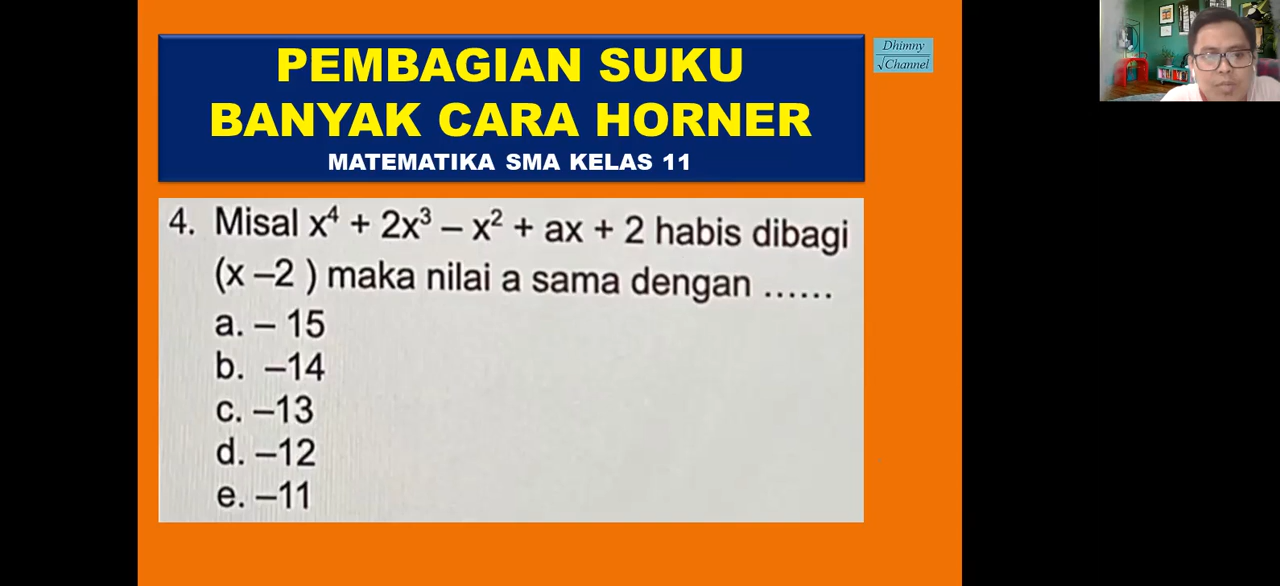 PEMBAGIAN SUKU
BANYAK CARA HORNER
MATEMATIKA SMA KELAS 11
Dhimny
√Channel
4. Misal x⁴ + 2x³ – x² + ax + 2 habis dibagi
(x –2 ) maka nilai a sama dengan ......
a. – 15
b. –14
c. –13
d. –12
e. –11